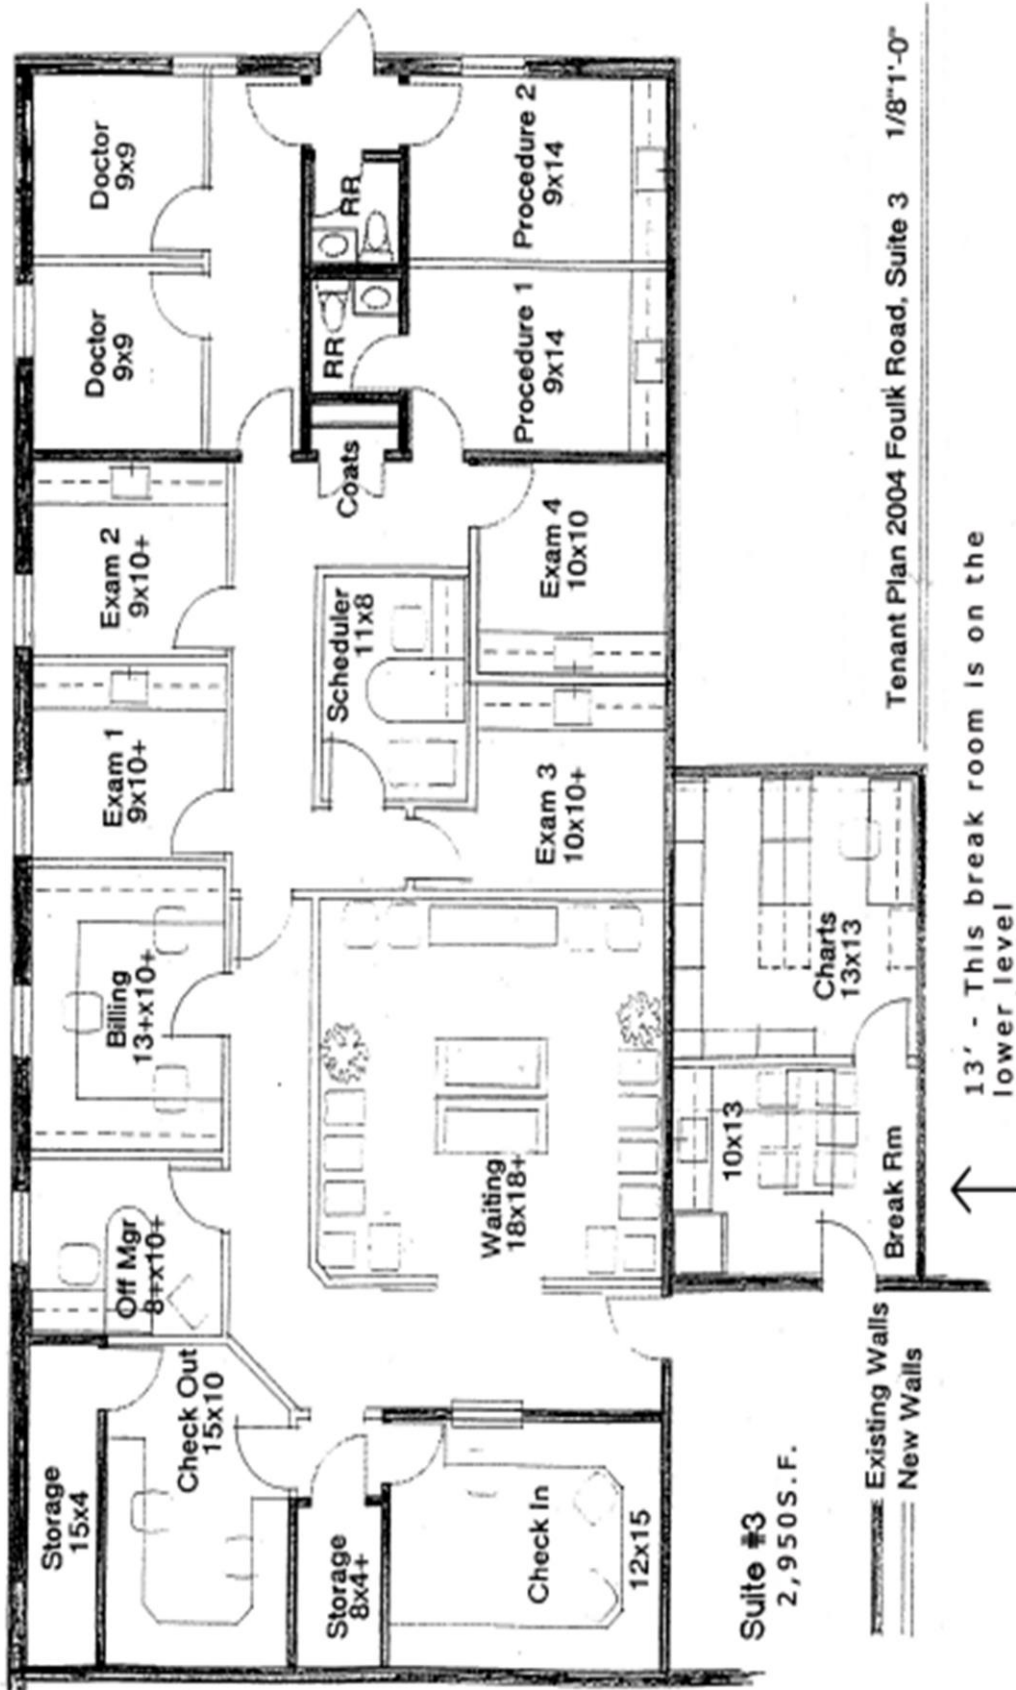 Storage
15x4
Check Out
15x10
Storage
8x4+
Check In
12x15
Off Mgr
8+x10+
Billing
13+x10+
Exam 1
9x10+
Exam 2
9x10+
Doctor
9x9
Doctor
9x9
Waiting
18x18+
Scheduler
11x8
Coats
RR
RR
Exam 3
10x10+
Exam 4
10x10
Procedure 1
9x14
Procedure 2
9x14
10x13
Break Rm
Charts
13x13
Suite #3
2,950S.F.
Existing Walls
New Walls
Tenant Plan 2004 Foulk Road, Suite 3 1/8"1'-0"
13' - This break room is on the
lower level